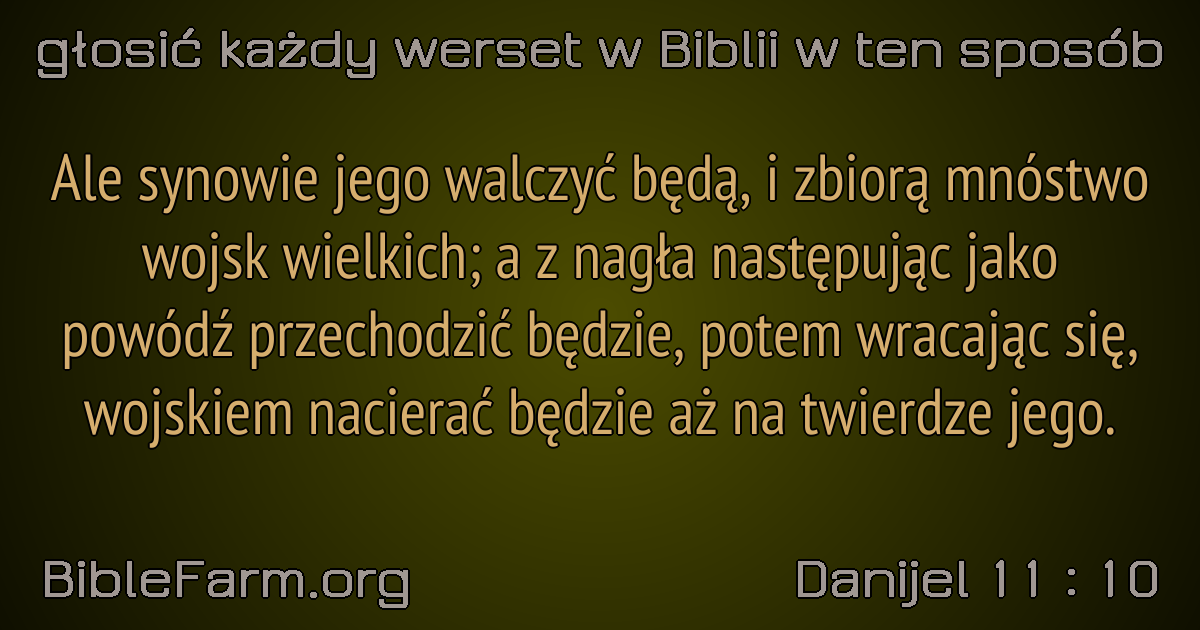 głosić każdy werset w Biblii w ten sposób
Ale synowie jego walczyć będą, i zbiorą mnóstwo
wojsk wielkich; a z nagła następując jako
powódź przechodzić będzie, potem wracając się,
wojskiem nacierać będzie aż na twierdze jego.
BibleFarm.org
Danijel 11 : 10